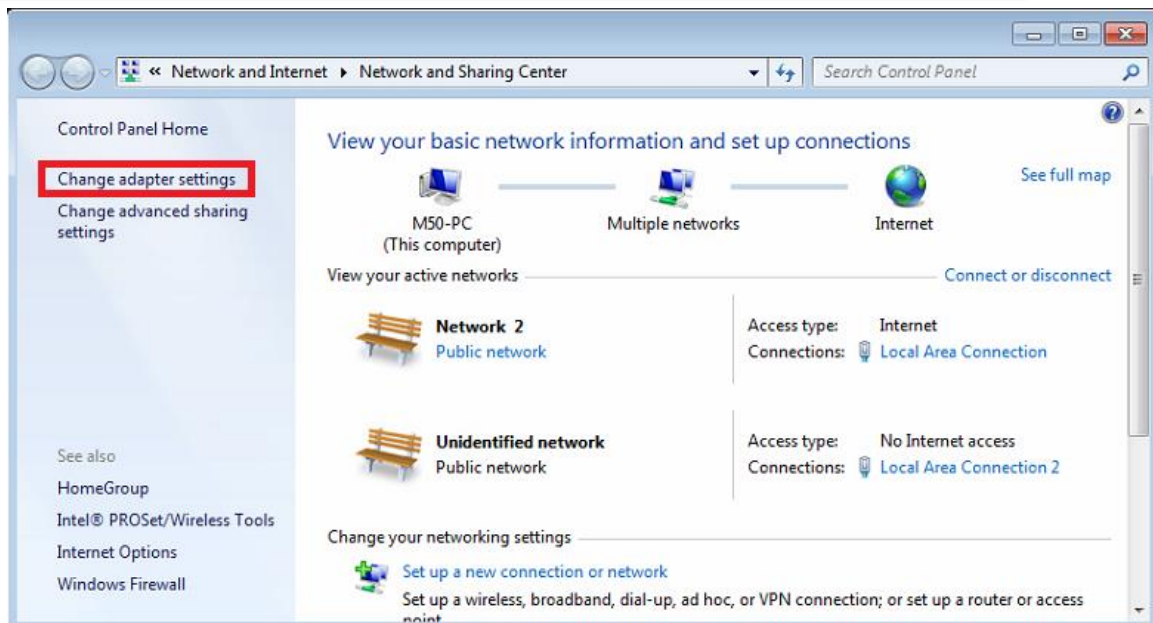 « Network and Internet ▸ Network and Sharing Center
Search Control Panel
Control Panel Home
Change adapter settings
Change advanced sharing
settings
See also
HomeGroup
Intel® PROSet/Wireless Tools
Internet Options
Windows Firewall
View your basic network information and set up connections
See full map
M50-PC
(This computer)
Multiple networks
Internet
View your active networks
Connect or disconnect
Network 2
Public network
Access type: Internet
Connections: Local Area Connection
Unidentified network
Public network
Access type: No Internet access
Connections: Local Area Connection 2
Change your networking settings
Set up a new connection or network
Set up a wireless, broadband, dial-up, ad hoc, or VPN connection; or set up a router or access
point